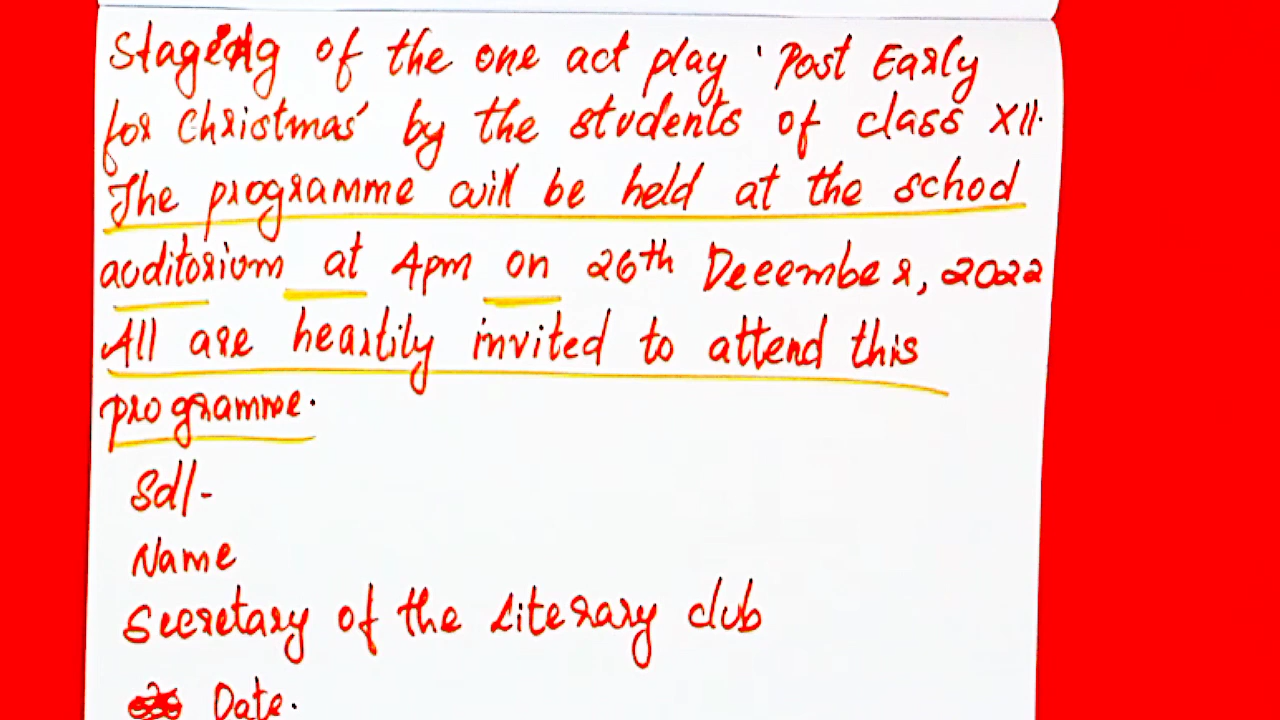 Staging of the one act play 'Post Early
for Christmas' by the students of class XII.
The programme will be held at the school
auditorium at 4pm on 26th December, 2022
All are heartily invited to attend this
programme.
Sd/-
Name
Secretary of the Literary club
Date.